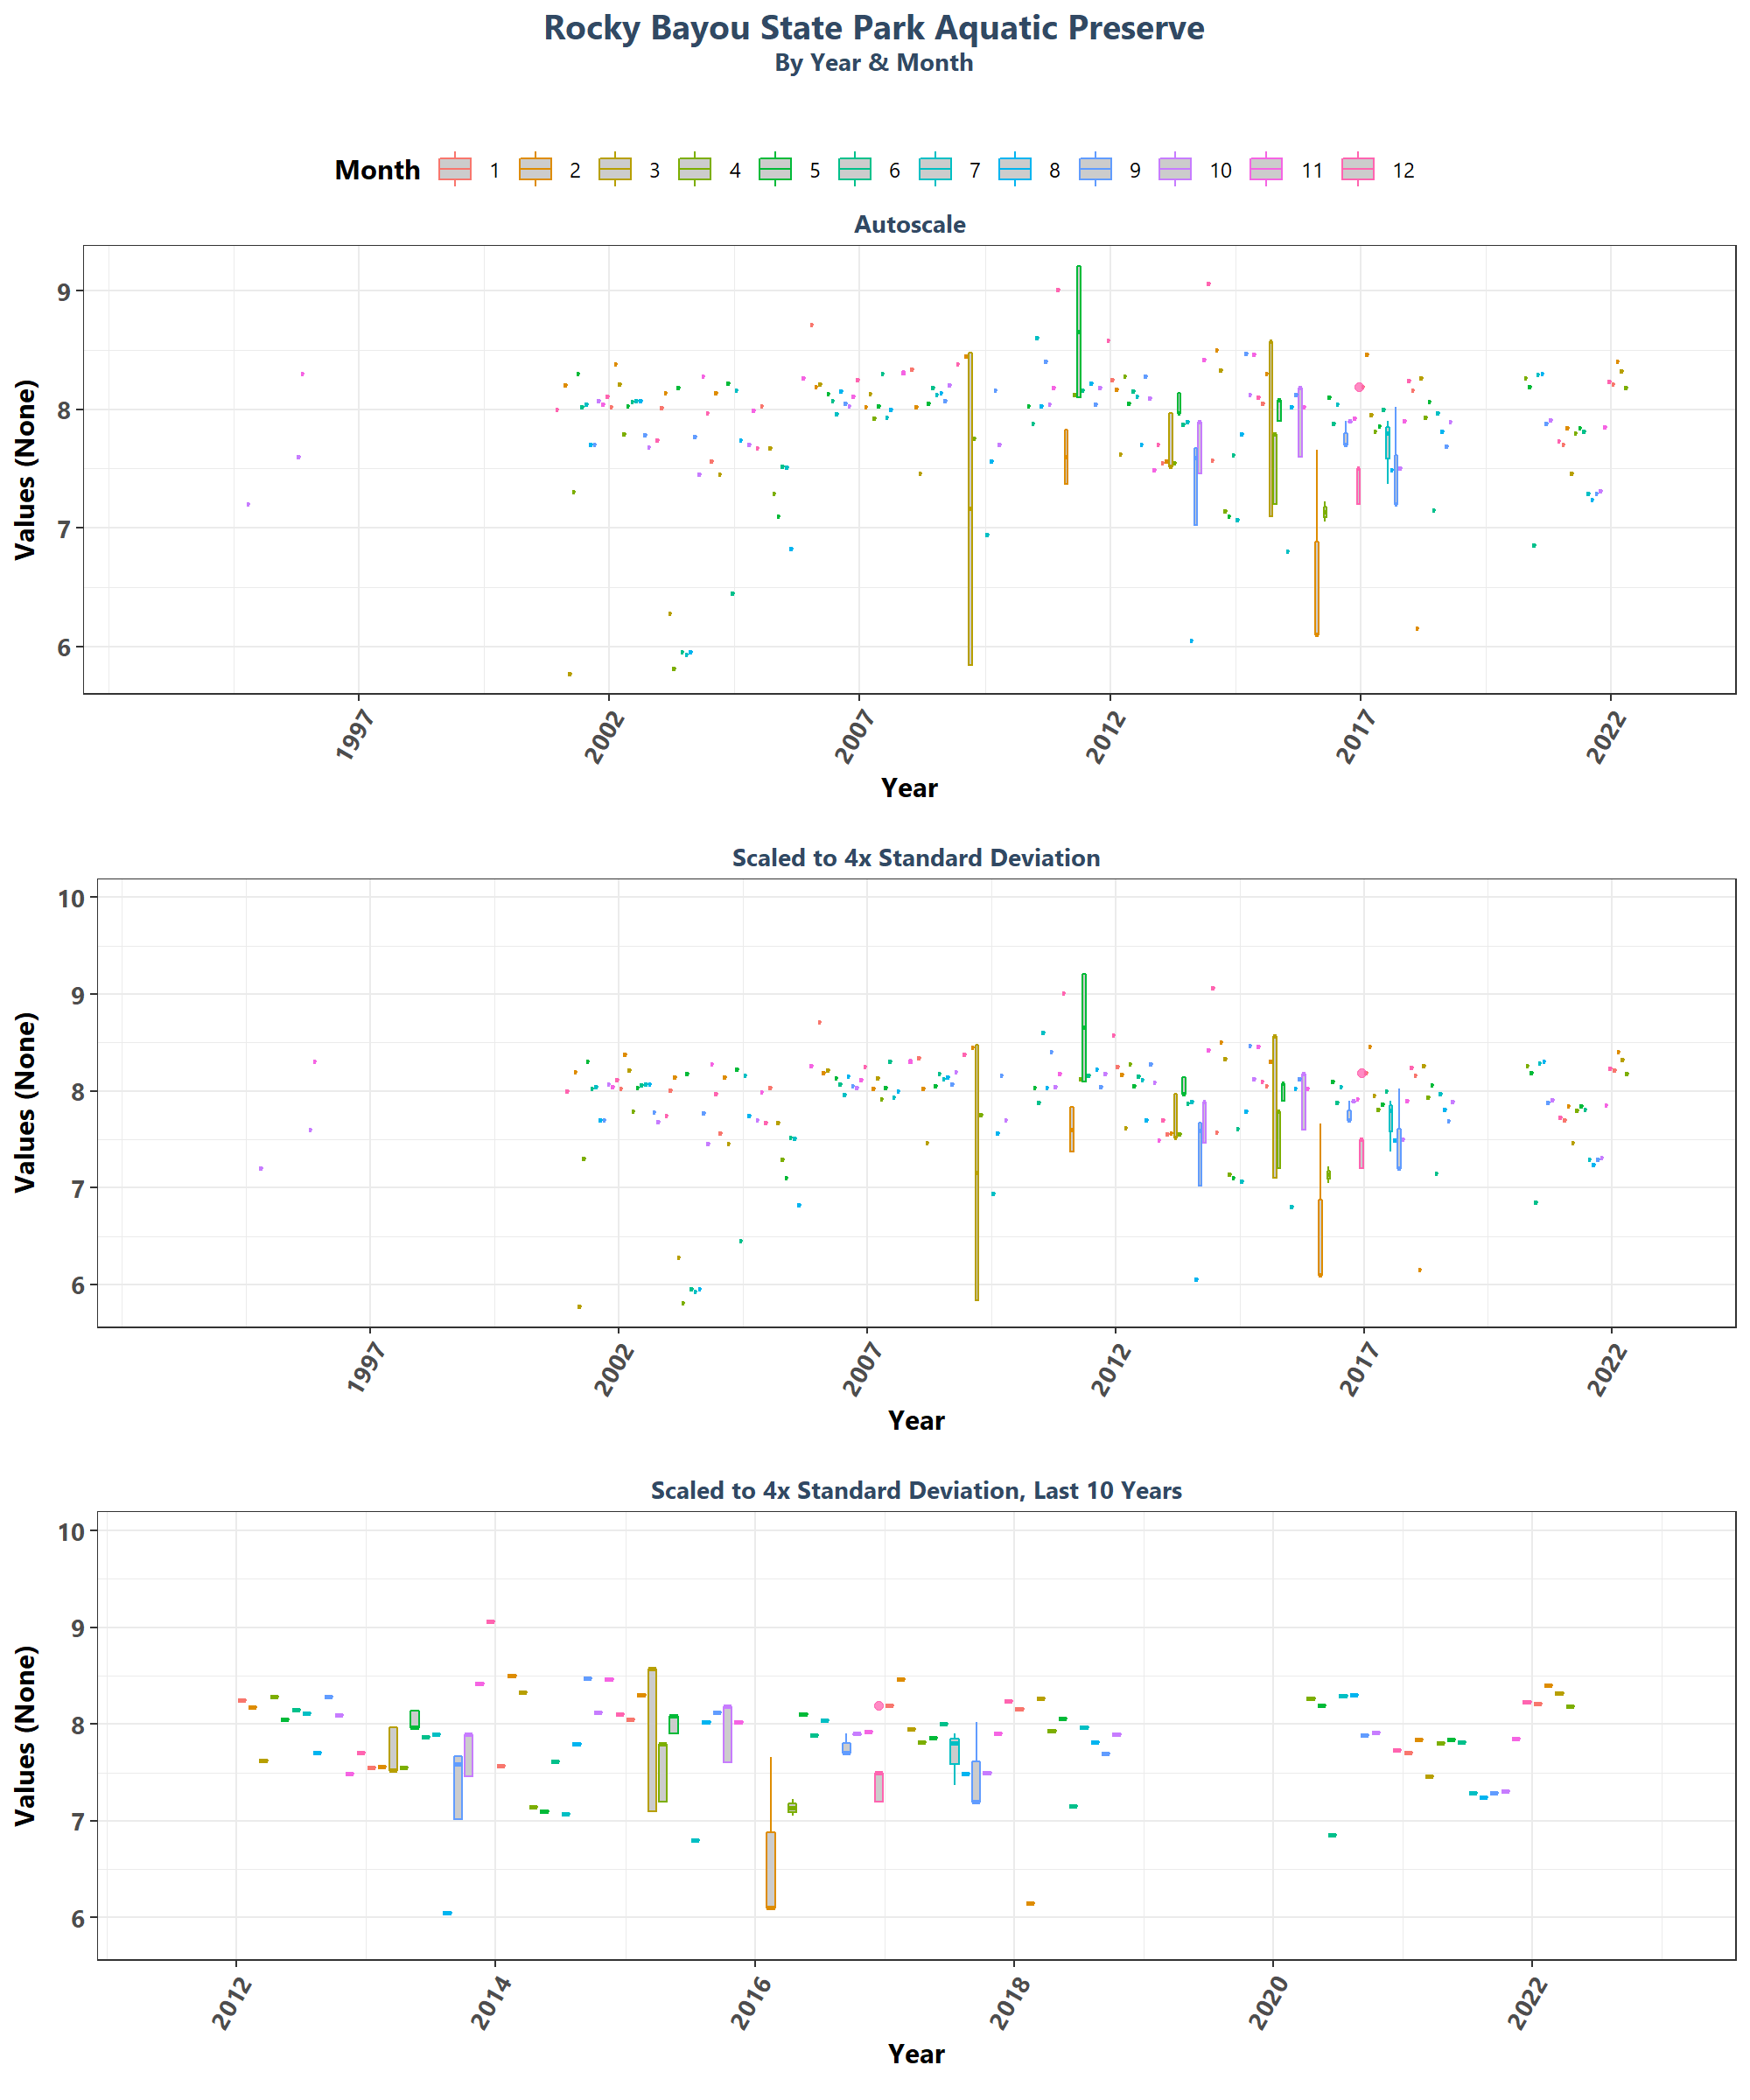 Rocky Bayou State Park Aquatic Preserve
By Year & Month
Month 1 2 3 4 5 6 7 8 9 10 11 12
Autoscale
Values (None)
9
8
7
6
1997 2002 2007 2012 2017 2022
Year
Scaled to 4x Standard Deviation
Values (None)
10
9
8
7
6
1997 2002 2007 2012 2017 2022
Year
Scaled to 4x Standard Deviation, Last 10 Years
Values (None)
10
9
8
7
6
2012 2014 2016 2018 2020 2022
Year